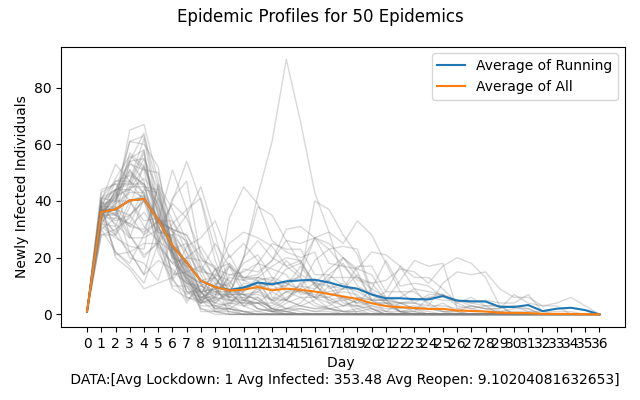 Epidemic Profiles for 50 Epidemics
Average of Running
Average of All
Newly Infected Individuals
80
60
40
20
0
0 1 2 3 4 5 6 7 8 9 10 11 12 13 14 15 16 17 18 19 20 21 22 23 24 25 26 27 28 29 30 31 32 33 34 35 36
Day
DATA:[Avg Lockdown: 1 Avg Infected: 353.48 Avg Reopen: 9.10204081632653]